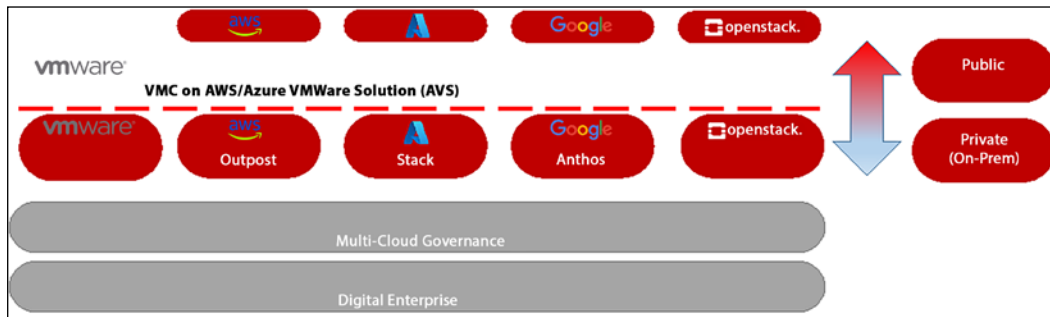 aws
A
Google
openstack.
vmware
Public
VMC on AWS/Azure VMWare Solution (AVS)
vmware
aws
Outpost
A
Stack
Google
Anthos
openstack.
Private
(On-Prem)
Multi-Cloud Governance
Digital Enterprise